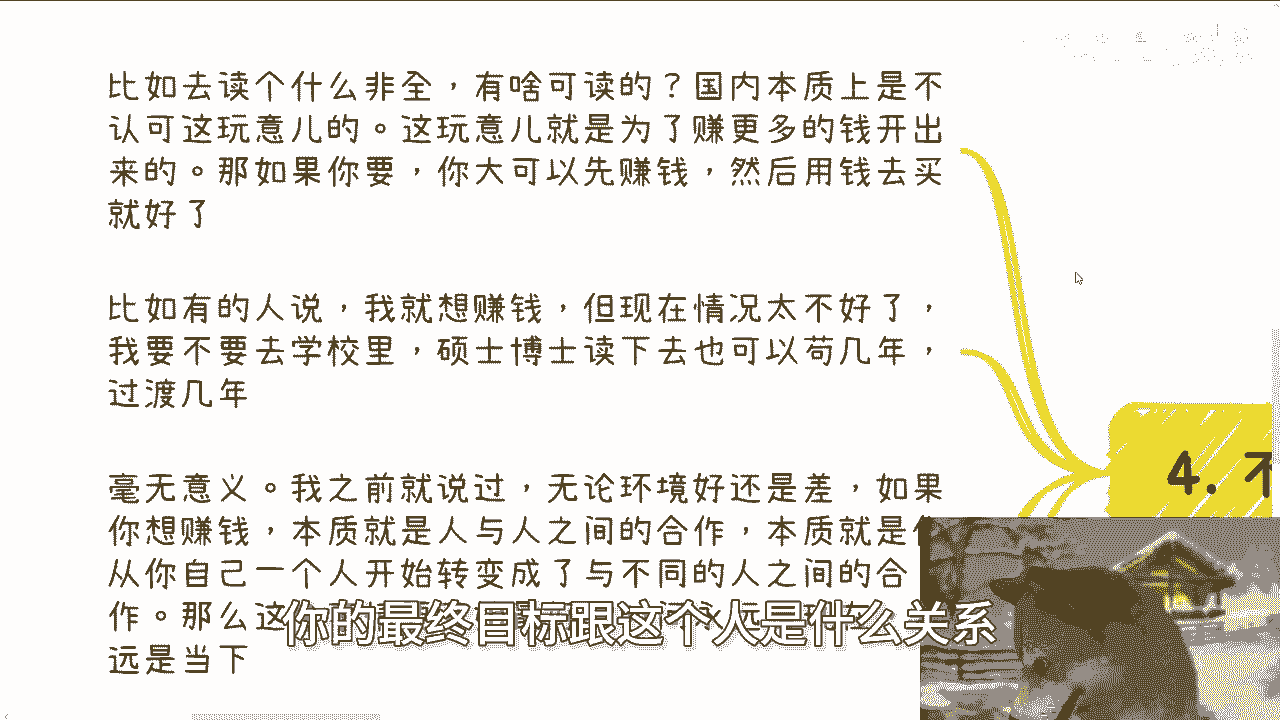 比如去读个什么非全，有啥可读的？国内本质上是不
认可这玩意儿的。这玩意儿就是为了赚更多的钱开出
来的。那如果你要，你大可以先赚钱，然后用钱去买
就好了
比如有的人说，我就想赚钱，但现在情况太不好了，
我要不要去学校里，硕士博士读下去也可以苟几年，
过渡几年
毫无意义。我之前就说过，无论环境好还是差，如果
你想赚钱，本质就是人与人之间的合作，本质就是
从你自己一个人开始转变成了与不同的人之间的合
作。那么这
远是当下
4. 不
你的最终目标跟这个人是什么关系